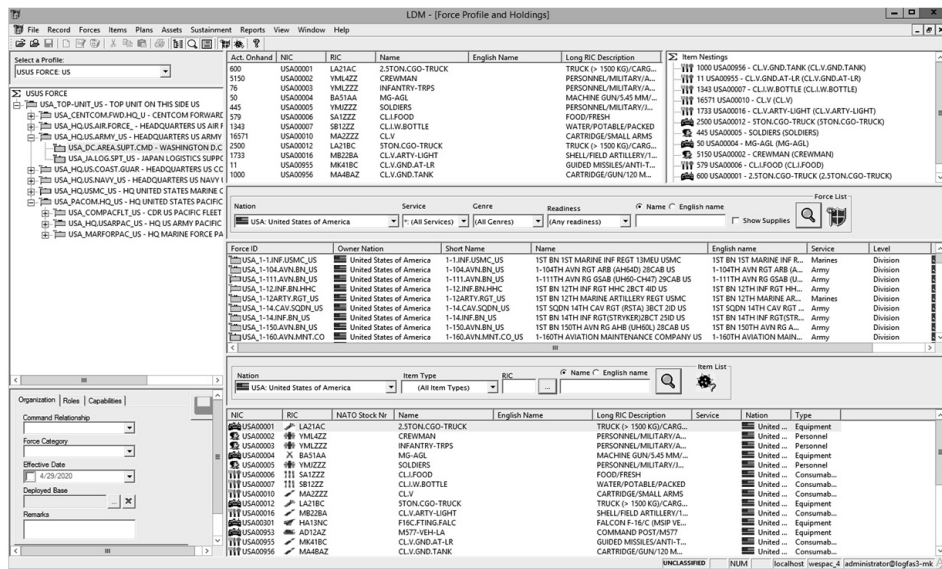 LDM - [Force Profile and Holdings]
File Record Forces Items Plans Assets Sustainment Reports View Window Help
Select a Profile:
USUS FORCE: US
Σ USUS FORCE
USA_TOP-UNIT_US - TOP UNIT ON THIS SIDE US
USA_CENTCOM.FWD.HQ_U - CENTCOM FORWARD
USA_HQ.US.AIR.FORCE_ - HEADQUARTERS US AIR F
USA_HQ.US.ARMY_US - HEADQUARTERS US ARMY
USA_DC.AREA.SUPT.CMD - WASHINGTON D.C
USA_JA.LOG.SPT_US - JAPAN LOGISTICS SUPPC
USA_HQ.US.COAST.GUAR - HEADQUARTERS US CC
USA_HQ.US.NAVY_US - HEADQUARTERS US NAVY U
USA_HQ.USMC_US - HQ UNITED STATES MARINE C
USA_PACOM.HQ_US - HQ UNITED STATES PACIFIC
USA_COMPACFLT_US - CDR US PACIFIC FLEET
USA_HQ.USARPAC_US - HQ US ARMY PACIFIC
USA_MARFORPAC_US - HQ MARINE FORCE PA
Act. Onhand NIC RIC Name English Name Long RIC Description
600 USA00001 LA21AC 2.5TON.CGO-TRUCK TRUCK (> 1500 KG)/CARG...
5150 USA00002 YML4ZZ CREWMAN PERSONNEL/MILITARY/A...
76 USA00003 YMLZZZ INFANTRY-TRPS PERSONNEL/MILITARY/A...
50 USA00004 BA51AA MG-AGL MACHINE GUN/5.45 MM/...
445 USA00005 YMIZZZ SOLDIERS PERSONNEL/MILITARY/J...
579 USA00006 SA1ZZZ CL.I.FOOD FOOD/FRESH
1343 USA00007 SB12ZZ CL.I.W.BOTTLE WATER/POTABLE/PACKED
16571 USA00010 MA2ZZZ CL.V CARTRIDGE/SMALL ARMS
2500 USA00012 LA21BC 5TON.CGO-TRUCK TRUCK (> 1500 KG)/CARG...
1733 USA00016 MB22BA CL.V.ARTY-LIGHT SHELL/FIELD ARTILLERY/1...
11 USA00955 MK41BC CL.V.GND.AT-LR GUIDED MISSILES/ANTI-T...
1000 USA00956 MA4BAZ CL.V.GND.TANK CARTRIDGE/GUN/120 M...
Σ Item Nestings
1000 USA00956 - CL.V.GND.TANK (CL.V.GND.TANK)
11 USA00955 - CL.V.GND.AT-LR (CL.V.GND.AT-LR)
1343 USA00007 - CL.I.W.BOTTLE (CL.I.W.BOTTLE)
16571 USA00010 - CL.V (CL.V)
1733 USA00016 - CL.V.ARTY-LIGHT (CL.V.ARTY-LIGHT)
2500 USA00012 - 5TON.CGO-TRUCK (5TON.CGO-TRUCK)
445 USA00005 - SOLDIERS (SOLDIERS)
50 USA00004 - MG-AGL (MG-AGL)
5150 USA00002 - CREWMAN (CREWMAN)
579 USA00006 - CL.I.FOOD (CL.I.FOOD)
600 USA00001 - 2.5TON.CGO-TRUCK (2.5TON.CGO-TRUCK)
Force List
Nation Service Genre Readiness Name English name
USA: United States of America *: (All Services) (All Genres) (Any readiness) Show Supplies
Force ID Owner Nation Short Name Name English name Service Level
USA_1-1.INF.USMC_US United States of America 1-1.INF.USMC_US 1ST BN 1ST MARINE INF REGT 13MEU USMC 1ST BN 1ST MARINE INF R... Marines Division
USA_1-104.AVN.BN_US United States of America 1-104.AVN.BN_US 1-104TH AVN RGT ARB (AH64D) 28CAB US 1-104TH AVN RGT ARB (A... Army Division
USA_1-111.AVN.BN_US United States of America 1-111.AVN.BN_US 1-111TH AVN RG GSAB (UH60-CH47) 29CAB US 1-111TH AVN RG GSAB (U... Army Division
USA_1-12.INF.BN.HHC United States of America 1-12.INF.BN.HHC 1ST BN 12TH INF RGT HHC 2BCT 4ID US 1ST BN 12TH INF RGT HH... Army Division
USA_1-12ARTY.RGT_US United States of America 1-12ARTY.RGT_US 1ST BN 12TH MARINE ARTILLERY REGT USMC 1ST BN 12TH MARINE AR... Marines Division
USA_1-14.CAV.SQDN_US United States of America 1-14.CAV.SQDN_US 1ST SQDN 14TH CAV RGT (RSTA) 3BCT 2ID US 1ST SQDN 14TH CAV RGT ... Army Division
USA_1-14.INF.BN_US United States of America 1-14.INF.BN_US 1ST BN 14TH INF RGT(STRYKER)2BCT 25ID US 1ST BN 14TH INF RGT(STR... Army Division
USA_1-150.AVN.BN_US United States of America 1-150.AVN.BN_US 1ST BN 150TH AVN RG AHB (UH60L) 28CAB US 1ST BN 150TH AVN RG A... Army Division
USA_1-160.AVN.MNT.CO United States of America 1-160.AVN.MNT.CO_US 1-160TH AVIATION MAINTENANCE COMPANY US 1-160TH AVIATION MAIN... Army Division
Item List
Nation Item Type RIC Name English name
USA: United States of America (All Item Types) ...
NIC RIC NATO Stock Nr Name English Name Long RIC Description Service Nation Type
USA00001 LA21AC 2.5TON.CGO-TRUCK TRUCK (> 1500 KG)/CARG... United ... Equipment
USA00002 YML4ZZ CREWMAN PERSONNEL/MILITARY/A... United ... Personnel
USA00003 YMLZZZ INFANTRY-TRPS PERSONNEL/MILITARY/A... United ... Personnel
USA00004 BA51AA MG-AGL MACHINE GUN/5.45 MM/... United ... Equipment
USA00005 YMJZZZ SOLDIERS PERSONNEL/MILITARY/J... United ... Personnel
USA00006 SA1ZZZ CL.I.FOOD FOOD/FRESH United ... Consumab...
USA00007 SB12ZZ CL.I.W.BOTTLE WATER/POTABLE/PACKED United ... Consumab...
USA00010 MA2ZZZ CL.V CARTRIDGE/SMALL ARMS United ... Consumab...
USA00012 LA21BC 5TON.CGO-TRUCK TRUCK (> 1500 KG)/CARG... United ... Equipment
USA00016 MB22BA CL.V.ARTY-LIGHT SHELL/FIELD ARTILLERY/1... United ... Consumab...
USA00301 HA13NC F16C.FTING.FALC FALCON F-16/C (MSIP VE... United ... Equipment
USA00953 AD12AZ M577-VEH-LA COMMAND POST/M577 United ... Equipment
USA00955 MK41BC CL.V.GND.AT-LR GUIDED MISSILES/ANTI-T... United ... Consumab...
USA00956 MA4BAZ CL.V.GND.TANK CARTRIDGE/GUN/120 M... United ... Consumab...
Organization Roles Capabilities
Command Relationship
Force Category
Effective Date
4/29/2020
Deployed Base
...
Remarks
UNCLASSIFIED NUM localhost wespac_4 administrator@logfas3-mk